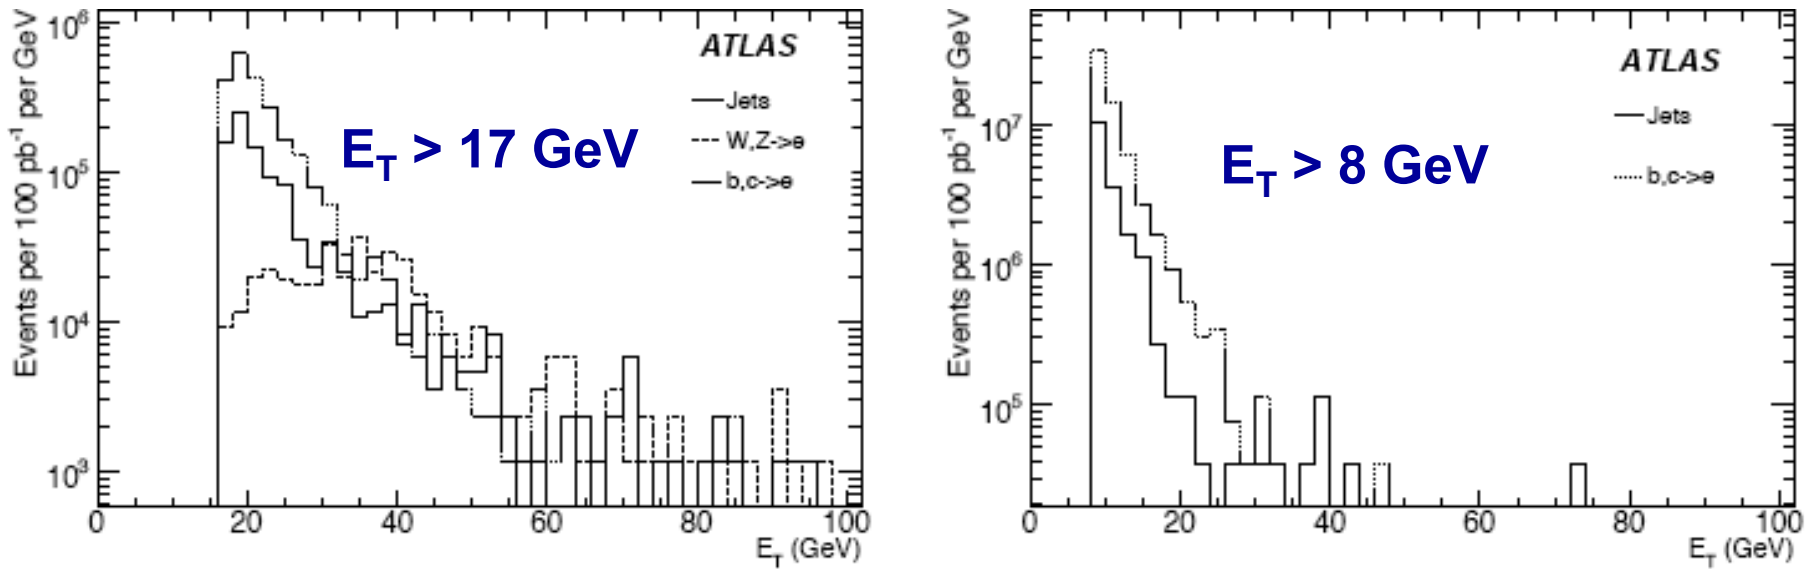 Events per 100 pb⁻¹ per GeV
10⁶
10⁵
10⁴
10³
ATLAS
Jets
W,Z->e
b,c->e
E_T > 17 GeV
0 20 40 60 80 100
E_T (GeV)
Events per 100 pb⁻¹ per GeV
10⁷
10⁶
10⁵
ATLAS
Jets
b,c->e
E_T > 8 GeV
0 20 40 60 80 100
E_T (GeV)